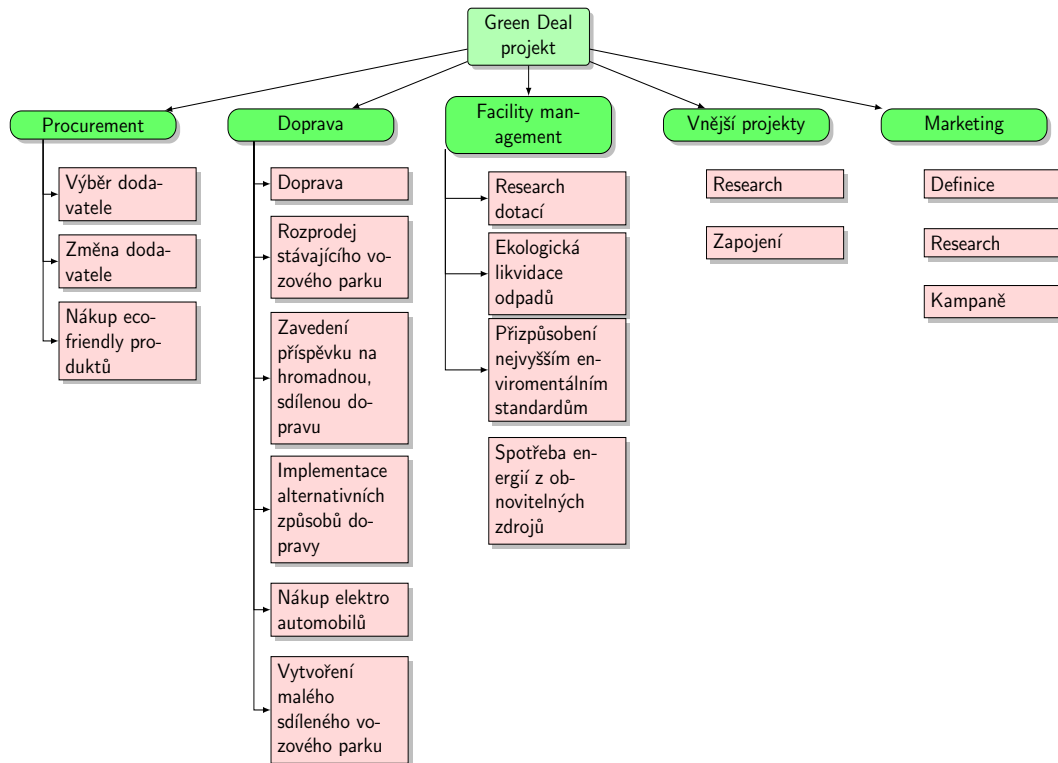 Green Deal
projekt
Procurement
Výběr doda-
vatele
Změna doda-
vatele
Nákup eco-
friendly pro-
duktů
Doprava
Doprava
Rozprodej
stávajícího vo-
zového parku
Zavedení
příspěvku na
hromadnou,
sdílenou do-
pravu
Implementace
alternativních
způsobů do-
pravy
Nákup elektro
automobilů
Vytvoření
malého
sdíleného vo-
zového parku
Facility man-
agement
Research
dotací
Ekologická
likvidace
odpadů
Přizpůsobení
nejvyšším en-
viromentálním
standardům
Spotřeba en-
ergií z ob-
novitelných
zdrojů
Vnější projekty
Research
Zapojení
Marketing
Definice
Research
Kampaně